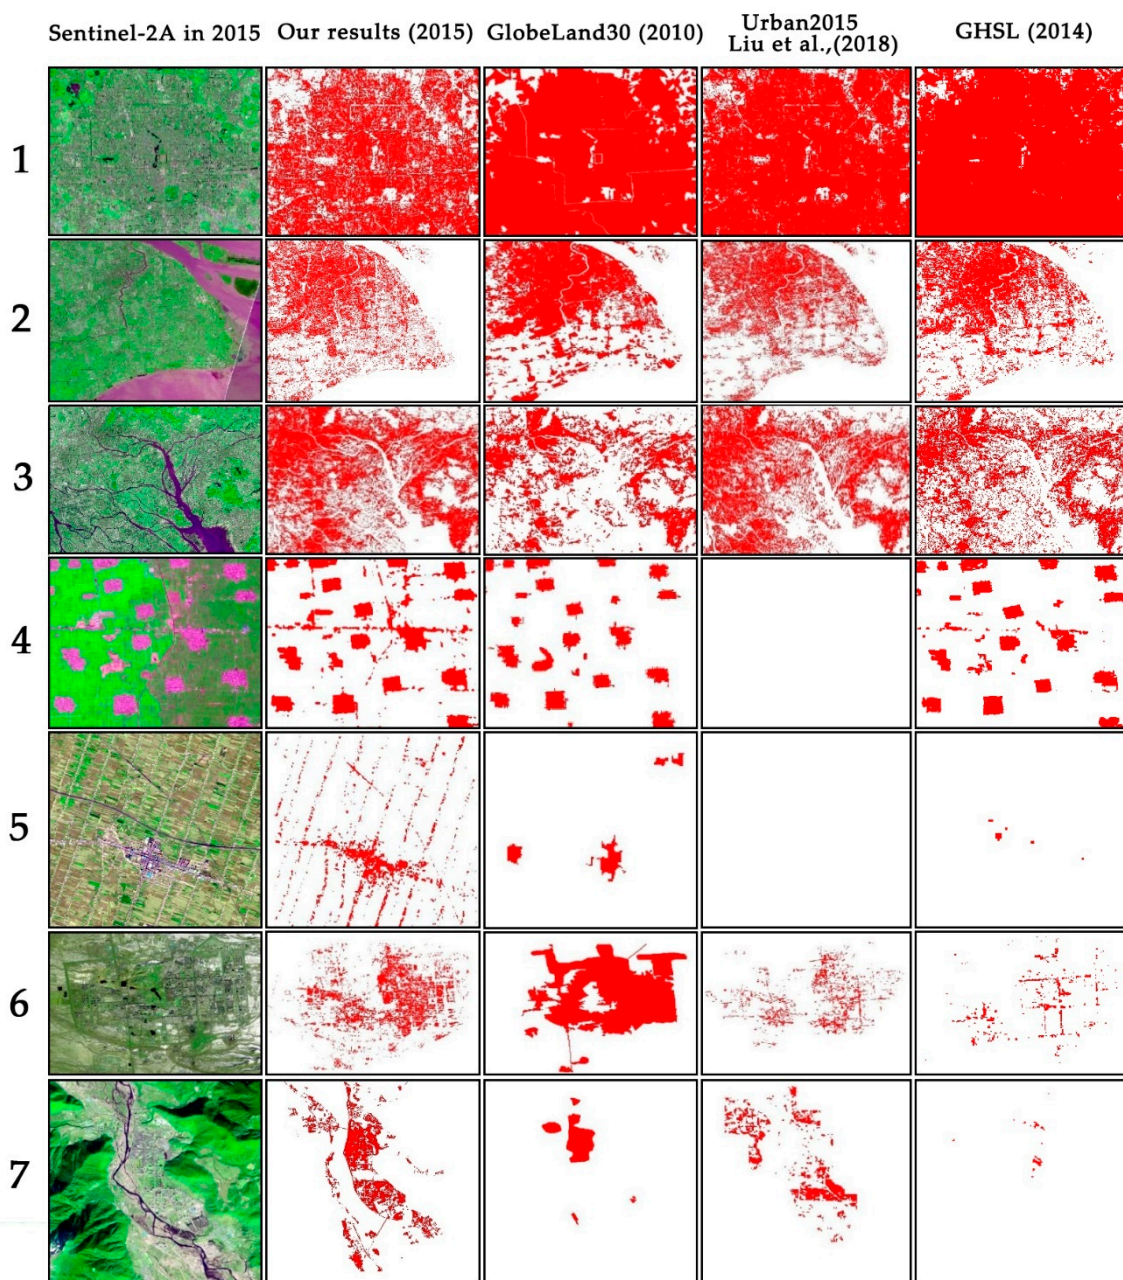 Sentinel-2A in 2015
Our results (2015)
GlobeLand30 (2010)
Urban2015
Liu et al.,(2018)
GHSL (2014)
1
2
3
4
5
6
7